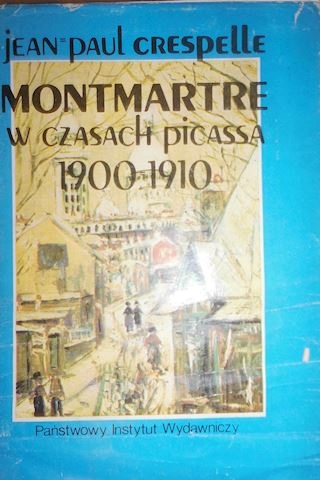 jean=paul crespelle
MONTMARTRE
w czasach picassa
1900-1910
Państwowy Instytut Wydawniczy